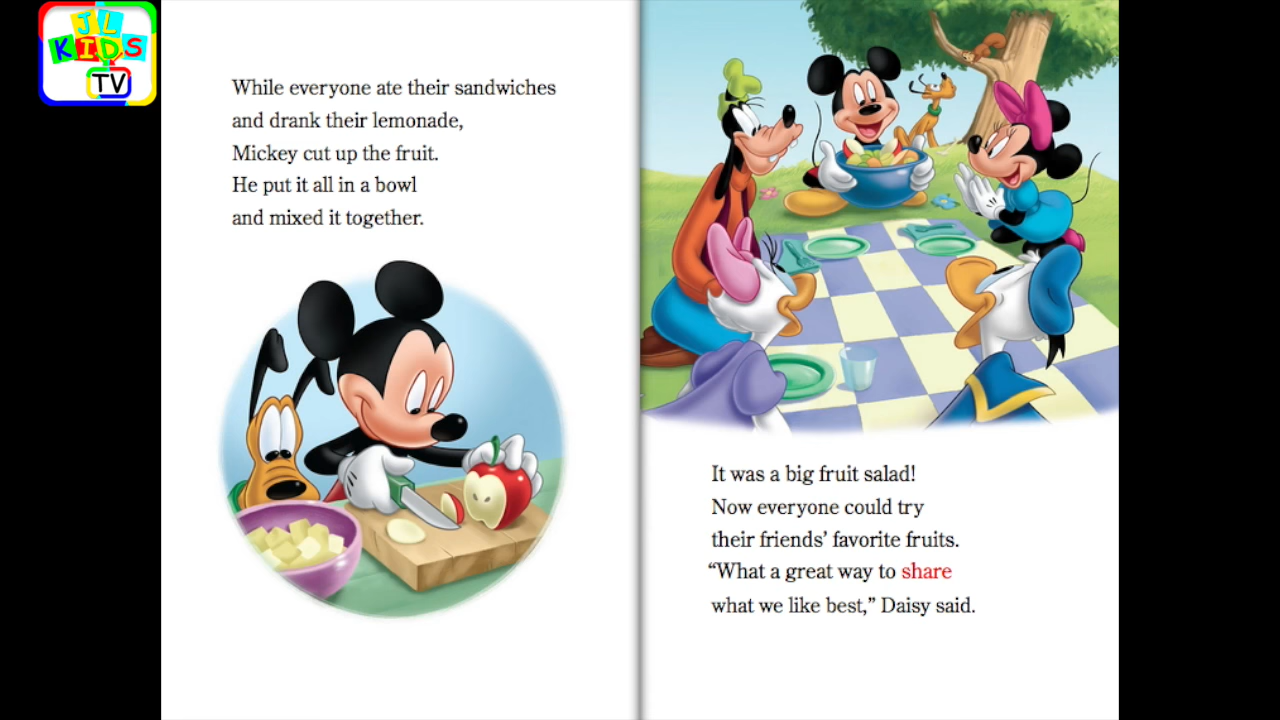 JL
KIDS
TV
While everyone ate their sandwiches
and drank their lemonade,
Mickey cut up the fruit.
He put it all in a bowl
and mixed it together.
It was a big fruit salad!
Now everyone could try
their friends’ favorite fruits.
“What a great way to share
what we like best,” Daisy said.